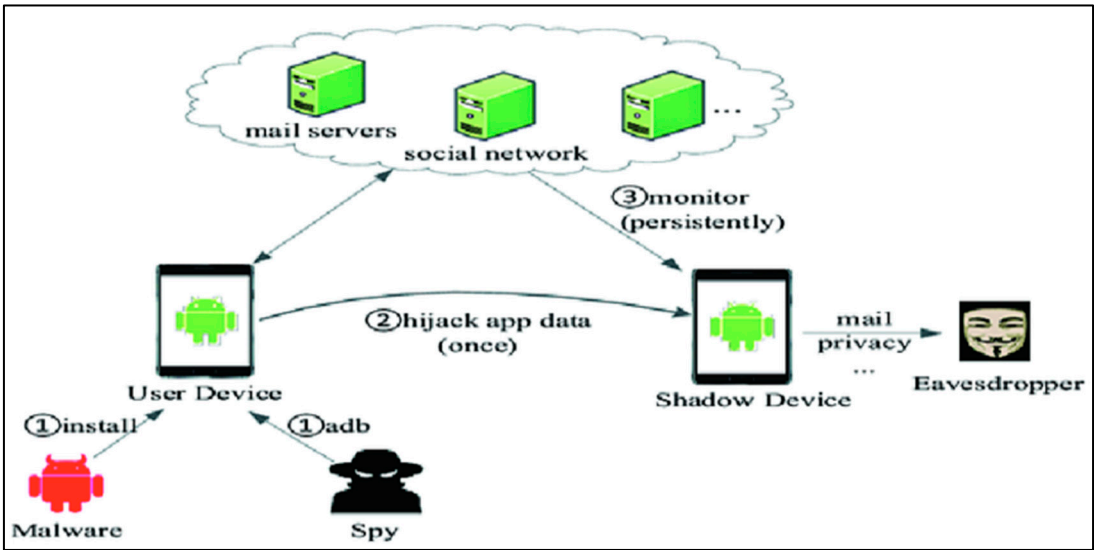 mail servers
social network
...
③monitor
(persistently)
②hijack app data
(once)
mail
privacy
...
User Device
Shadow Device
Eavesdropper
①install
①adb
Malware
Spy